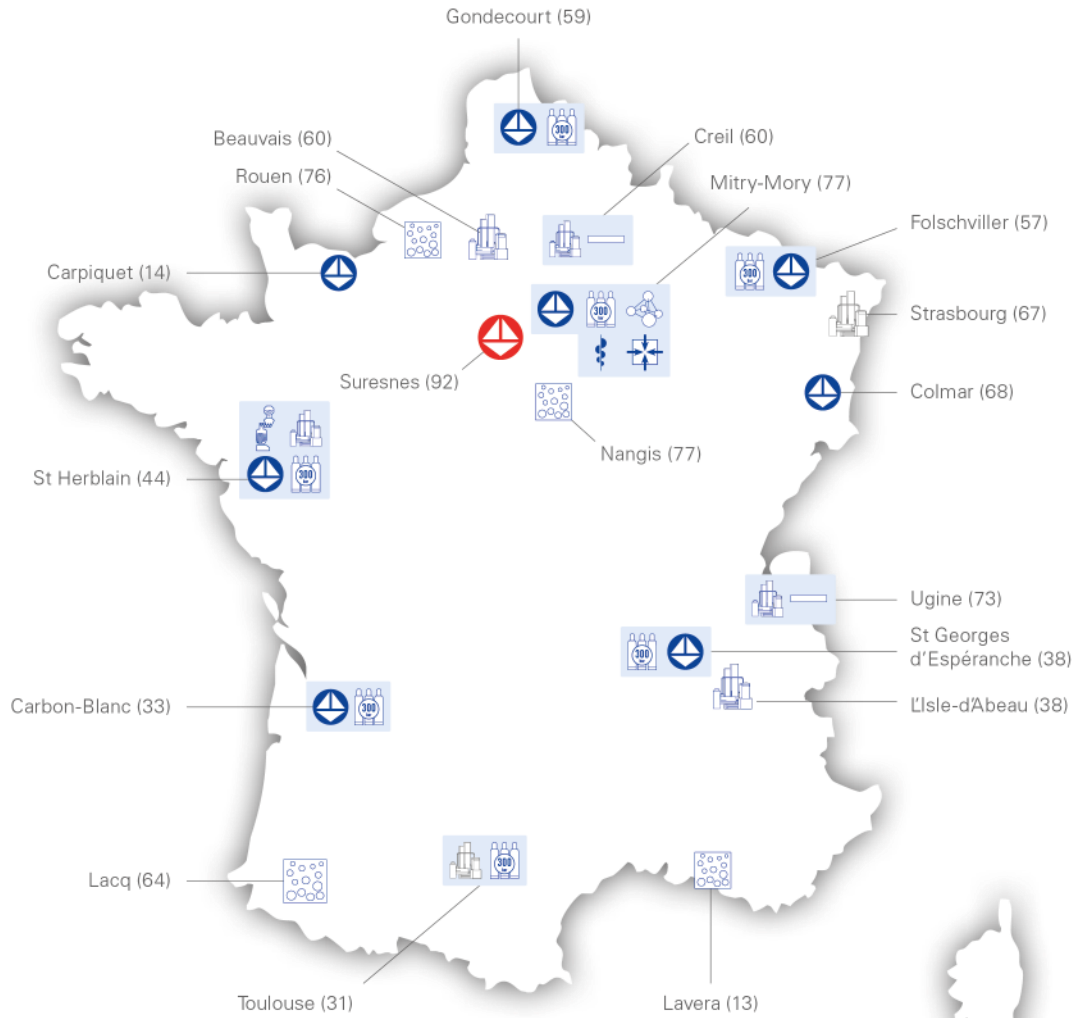 Gondecourt (59)
Beauvais (60)
Creil (60)
Rouen (76)
Mitry-Mory (77)
Folschviller (57)
Carpiquet (14)
Strasbourg (67)
Suresnes (92)
Colmar (68)
Nangis (77)
St Herblain (44)
Ugine (73)
St Georges
d'Espéranche (38)
L'Isle-d'Abeau (38)
Carbon-Blanc (33)
Lacq (64)
Toulouse (31)
Lavera (13)
300
300
300
300
300
300
300